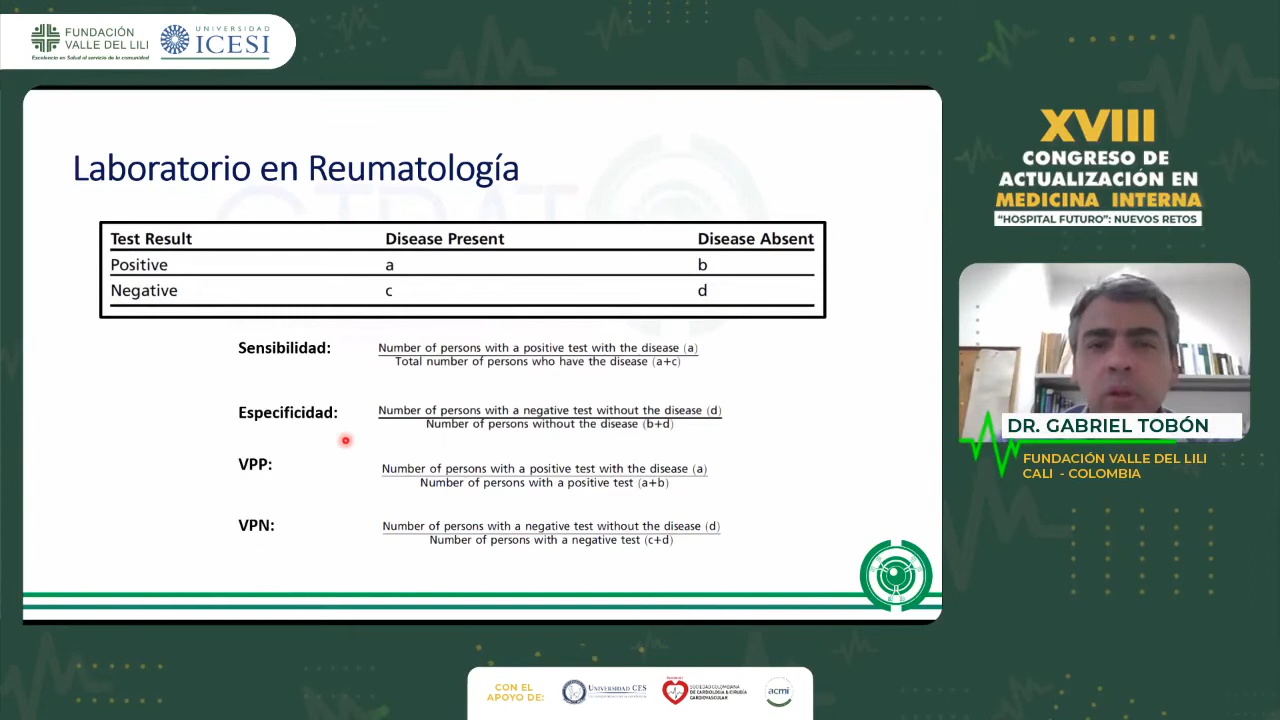 FUNDACIÓN
VALLE DEL LILI
Excelencia en Salud al servicio de la comunidad
UNIVERSIDAD
ICESI
XVIII
CONGRESO DE
ACTUALIZACIÓN EN
MEDICINA INTERNA
“HOSPITAL FUTURO”: NUEVOS RETOS
Laboratorio en Reumatología
Test Result Disease Present Disease Absent
Positive a b
Negative c d
Sensibilidad: Number of persons with a positive test with the disease (a)
Total number of persons who have the disease (a+c)
Especificidad: Number of persons with a negative test without the disease (d)
Number of persons without the disease (b+d)
VPP: Number of persons with a positive test with the disease (a)
Number of persons with a positive test (a+b)
VPN: Number of persons with a negative test without the disease (d)
Number of persons with a negative test (c+d)
DR. GABRIEL TOBÓN
FUNDACIÓN VALLE DEL LILI
CALI - COLOMBIA
CON EL
APOYO DE:
UNIVERSIDAD CES
SOCIEDAD COLOMBIANA
DE CARDIOLOGÍA & CIRUGÍA
CARDIOVASCULAR
acmi